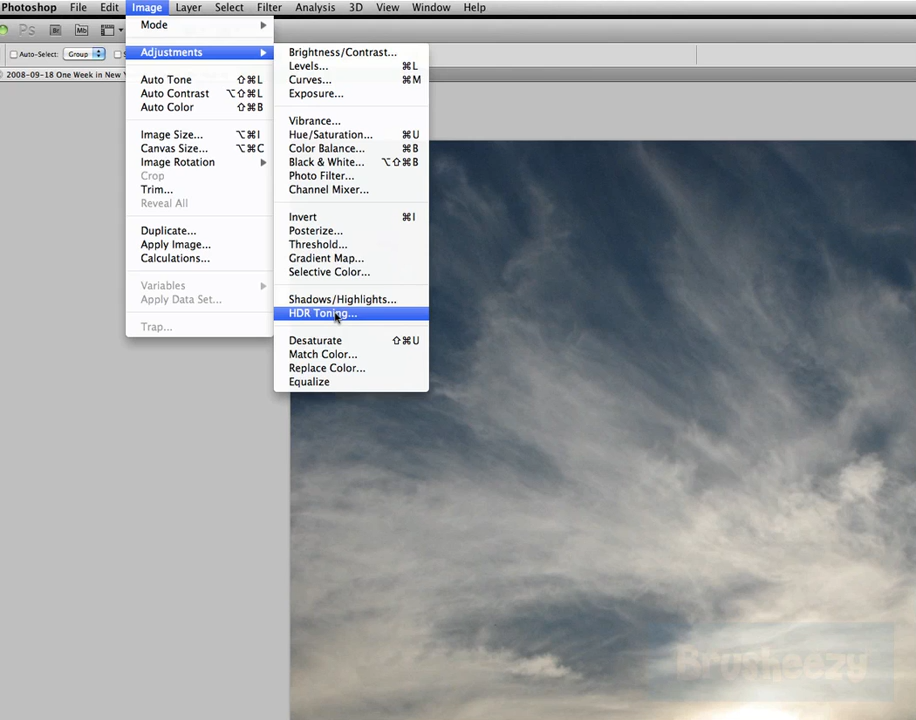 Photoshop File Edit Image Layer Select Filter Analysis 3D View Window Help
Ps Br Mb
Auto-Select: Group
2008-09-18 One Week in New
Mode
Adjustments
Auto Tone ⇧⌘L
Auto Contrast ⌥⇧⌘L
Auto Color ⇧⌘B
Image Size... ⌥⌘I
Canvas Size... ⌥⌘C
Image Rotation
Crop
Trim...
Reveal All
Duplicate...
Apply Image...
Calculations...
Variables
Apply Data Set...
Trap...
Brightness/Contrast...
Levels... ⌘L
Curves... ⌘M
Exposure...
Vibrance...
Hue/Saturation... ⌘U
Color Balance... ⌘B
Black & White... ⌥⇧⌘B
Photo Filter...
Channel Mixer...
Invert ⌘I
Posterize...
Threshold...
Gradient Map...
Selective Color...
Shadows/Highlights...
HDR Toning...
Desaturate ⇧⌘U
Match Color...
Replace Color...
Equalize
Brusheezy